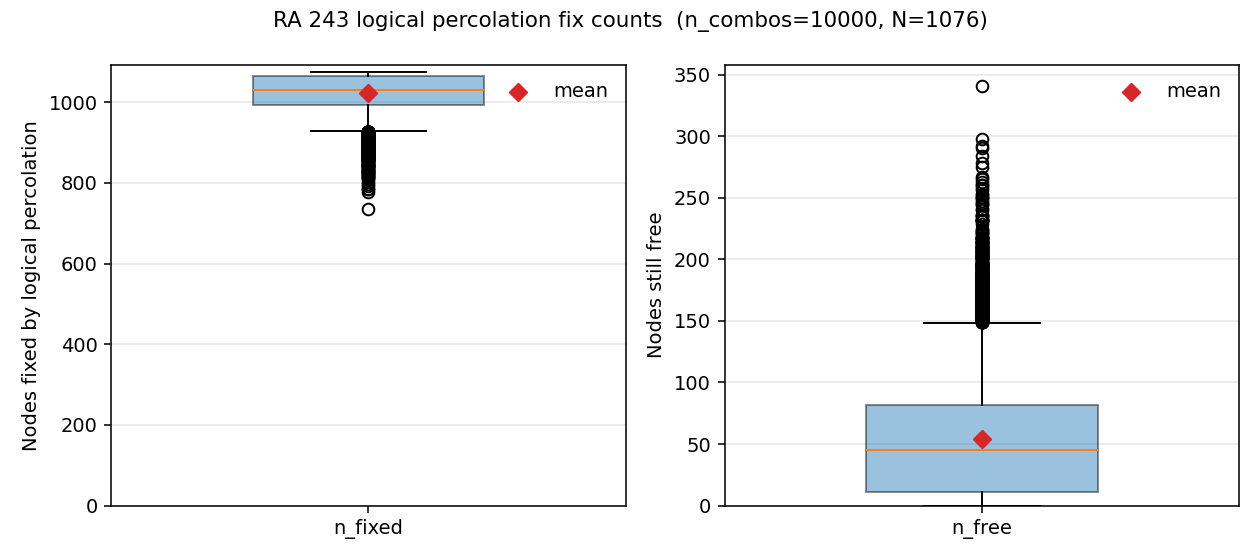 RA 243 logical percolation fix counts  (n_combos=10000, N=1076)
Nodes fixed by logical percolation
1000
800
600
400
200
0
n_fixed
mean
Nodes still free
350
300
250
200
150
100
50
0
n_free
mean